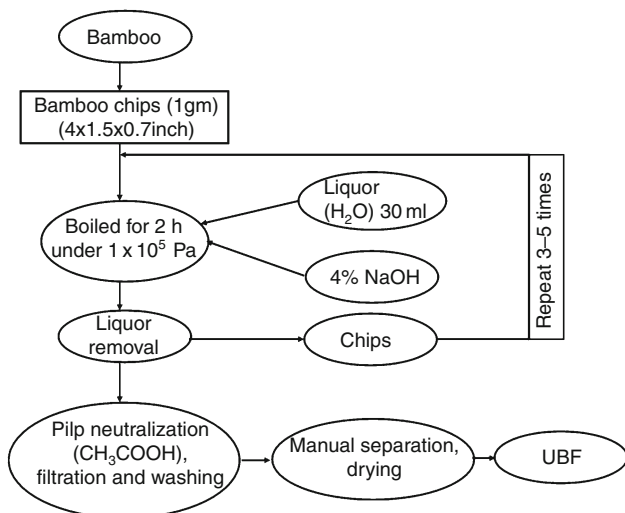 Bamboo
Bamboo chips (1gm)
(4x1.5x0.7inch)
Liquor
(H₂O) 30 ml
Boiled for 2 h
under 1 x 10⁵ Pa
4% NaOH
Repeat 3–5 times
Liquor
removal
Chips
Pilp neutralization
(CH₃COOH),
filtration and washing
Manual separation,
drying
UBF